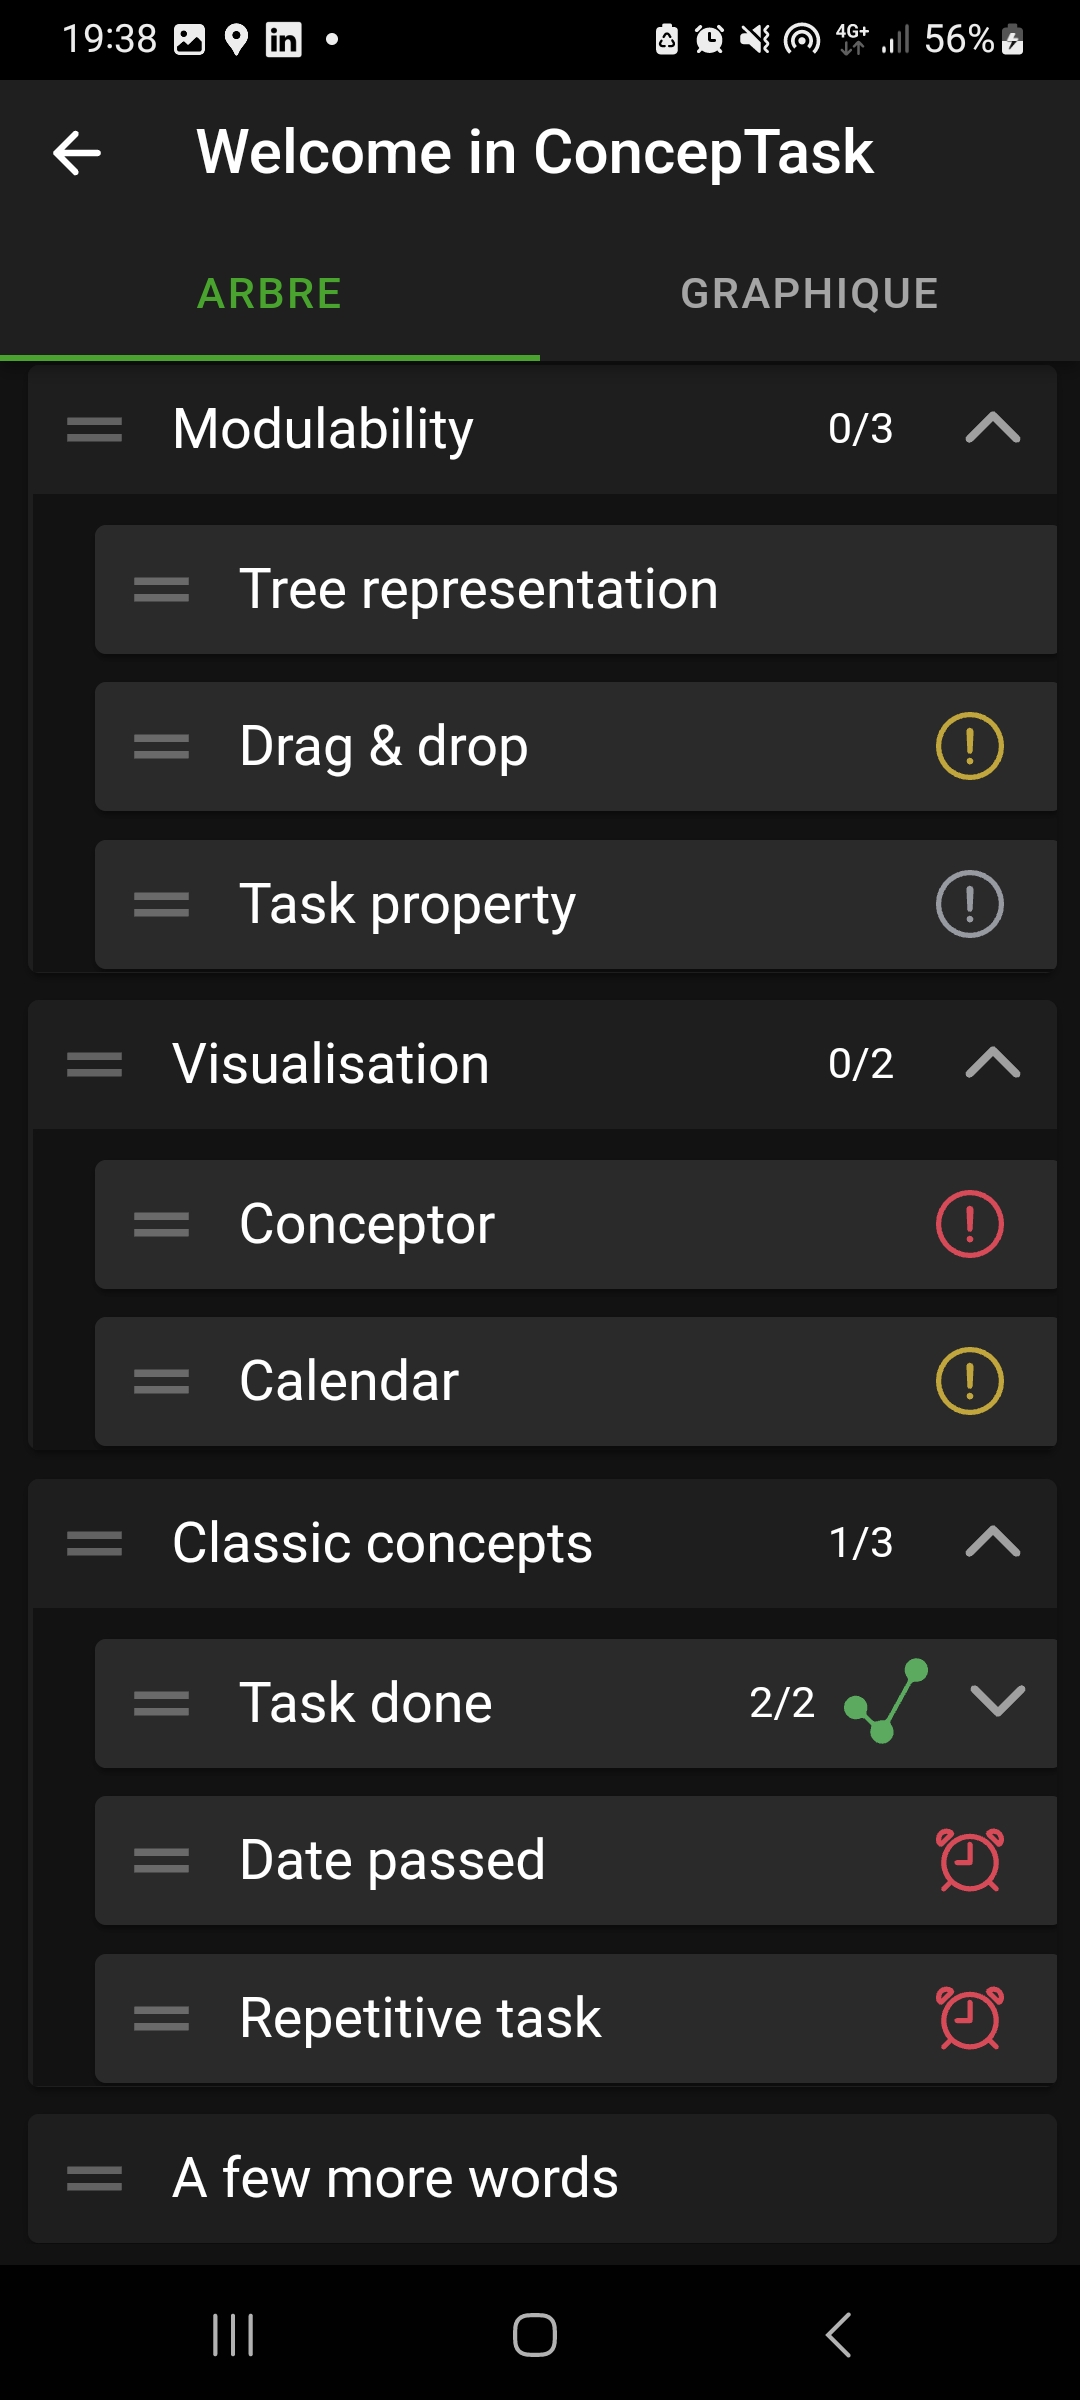 19:38
in
4G+
56%
Welcome in ConcepTask
ARBRE
GRAPHIQUE
Modulability
0/3
Tree representation
Drag & drop
Task property
Visualisation
0/2
Conceptor
Calendar
Classic concepts
1/3
Task done
2/2
Date passed
Repetitive task
A few more words